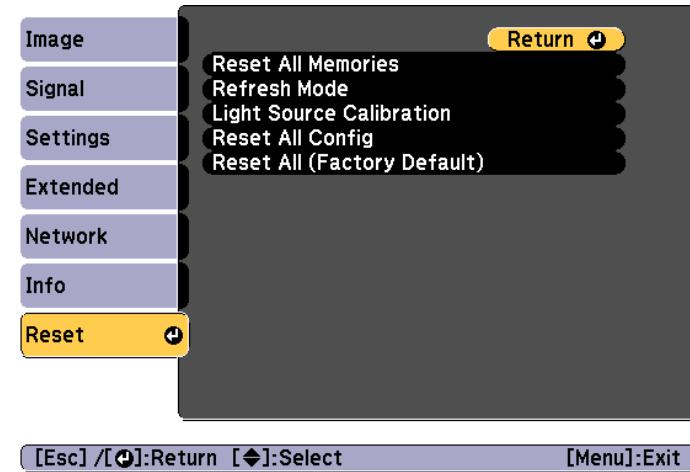 Image
Signal
Settings
Extended
Network
Info
Reset
Return
Reset All Memories
Refresh Mode
Light Source Calibration
Reset All Config
Reset All (Factory Default)
[Esc] /[⏎]:Return [◆]:Select [Menu]:Exit